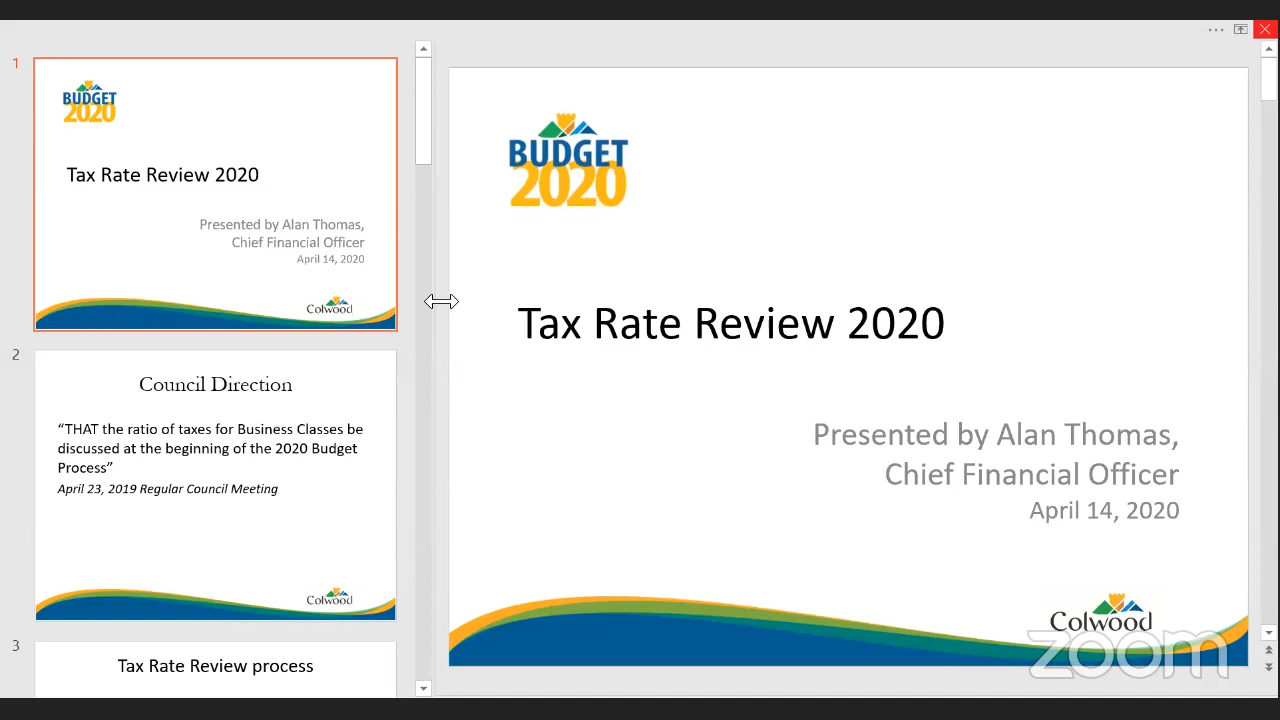 1
BUDGET
2020
Tax Rate Review 2020
Presented by Alan Thomas,
Chief Financial Officer
April 14, 2020
Colwood
2
Council Direction
“THAT the ratio of taxes for Business Classes be
discussed at the beginning of the 2020 Budget
Process”
April 23, 2019 Regular Council Meeting
Colwood
3
Tax Rate Review process
BUDGET
2020
Tax Rate Review 2020
Presented by Alan Thomas,
Chief Financial Officer
April 14, 2020
Colwood
zoom